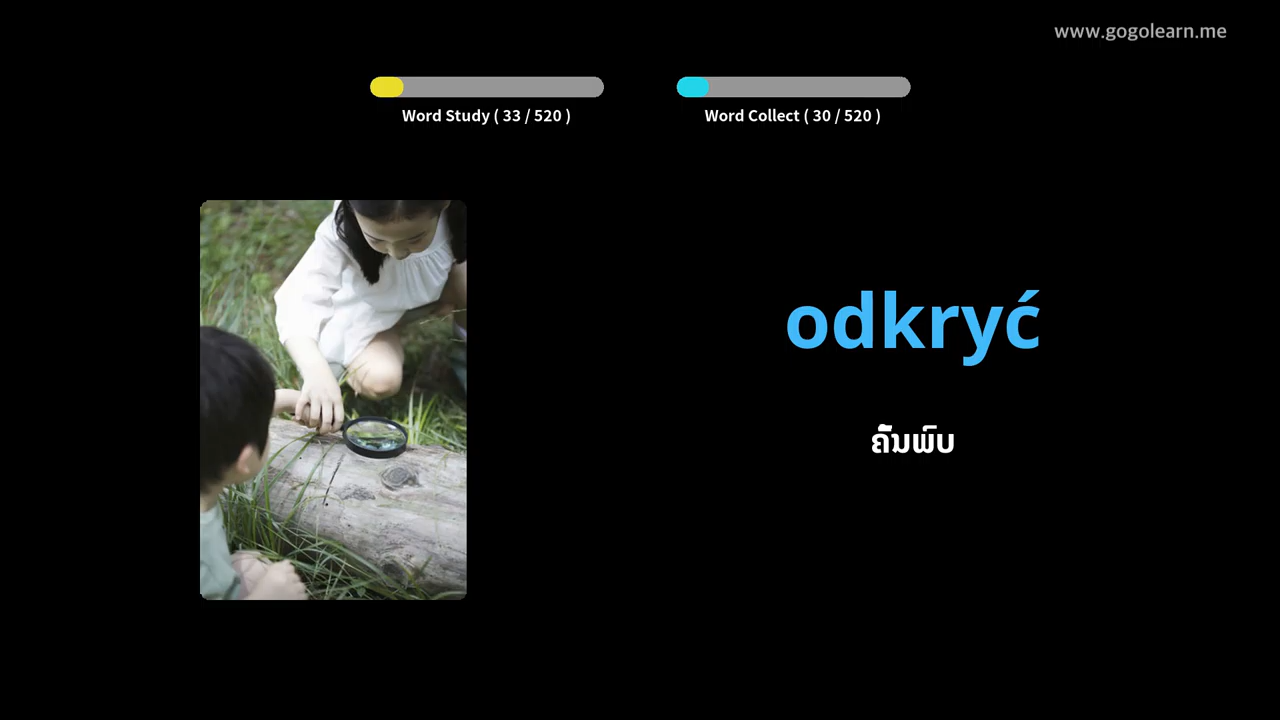 www.gogolearn.me
Word Study ( 33 / 520 )
Word Collect ( 30 / 520 )
odkryć
ຄົ້ນພົບ